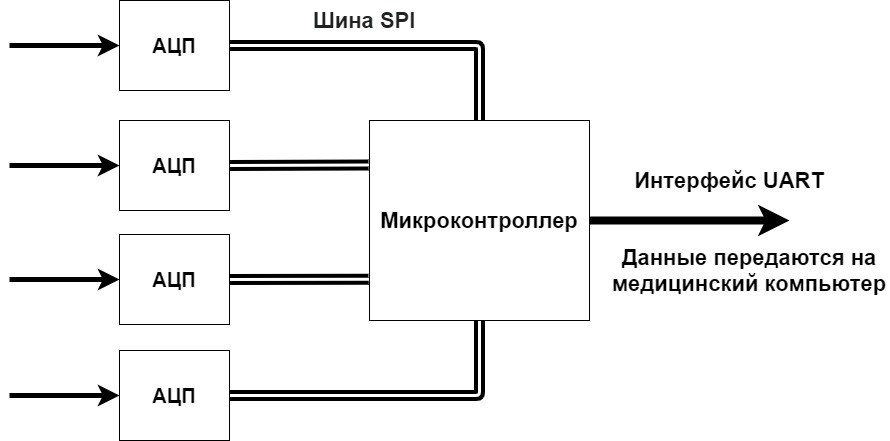 Шина SPI
АЦП
АЦП
АЦП
АЦП
Микроконтроллер
Интерфейс UART
Данные передаются на
медицинский компьютер